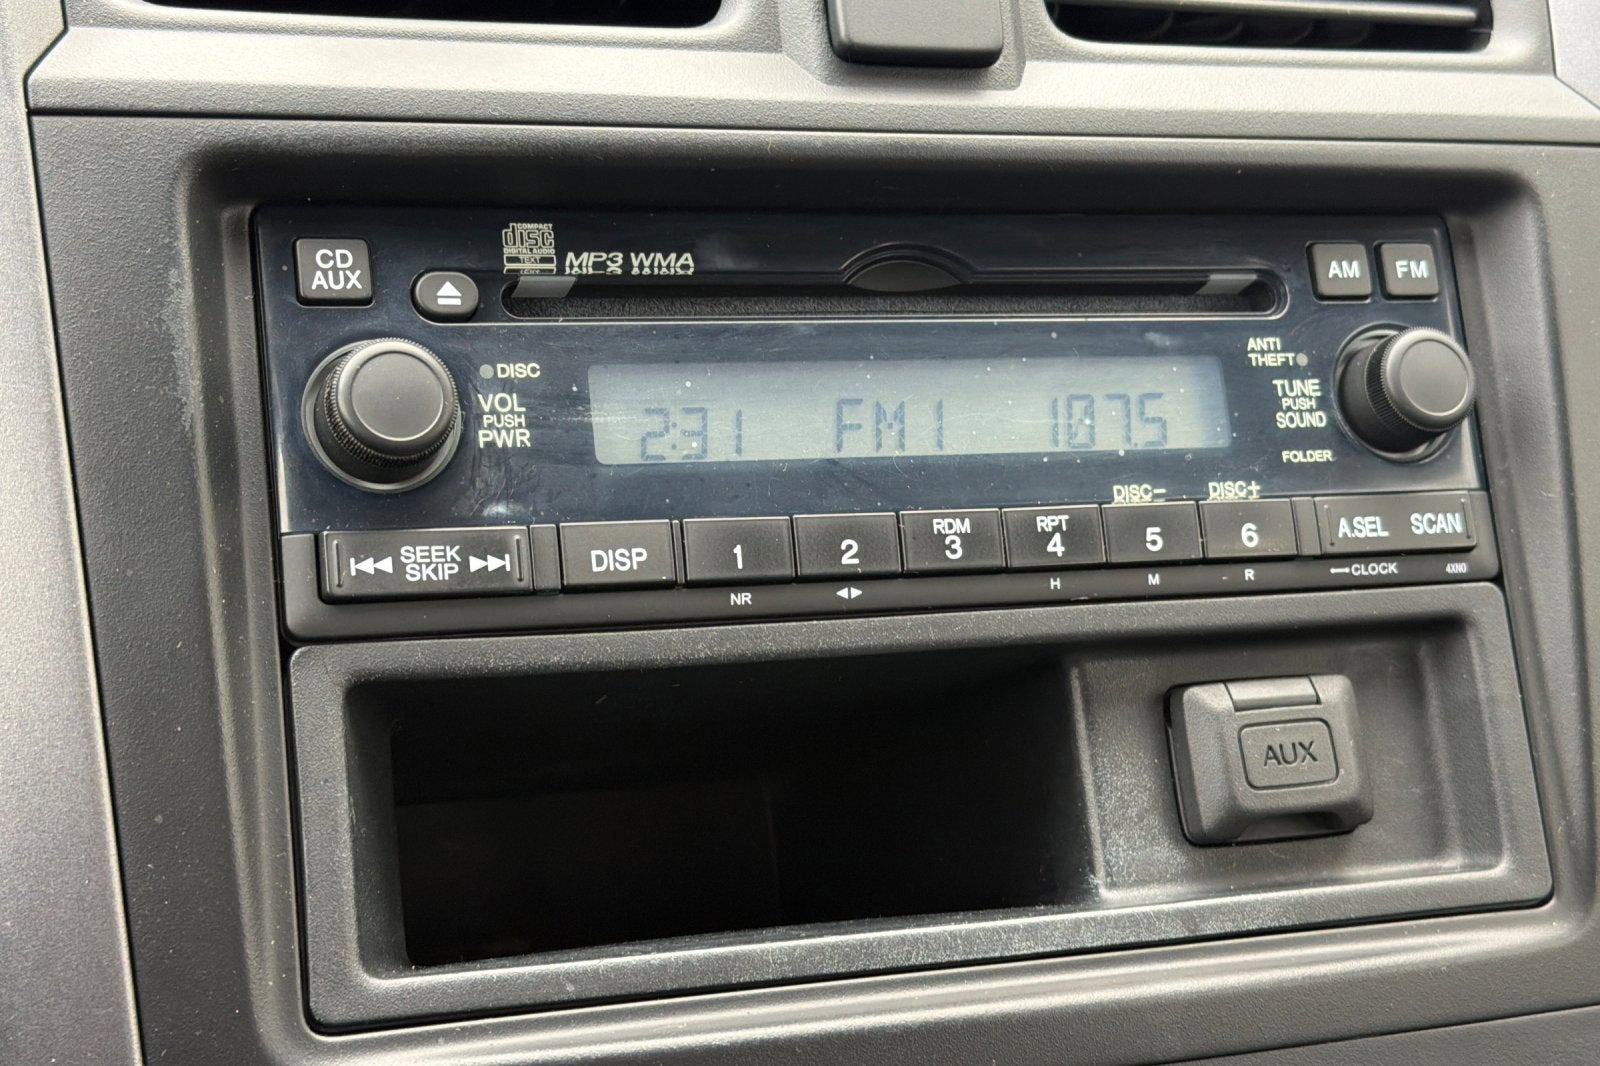 COMPACT
disc
DIGITAL AUDIO
TEXT
MP3 WMA
CD
AUX
AM
FM
DISC
VOL
PUSH
PWR
2:31 FM1 107.5
ANTI
THEFT
TUNE
PUSH
SOUND
FOLDER
DISC-
DISC+
SEEK
SKIP
DISP
1
2
RDM
3
RPT
4
5
6
A.SEL
SCAN
NR
H
M
R
CLOCK
4XN0
AUX